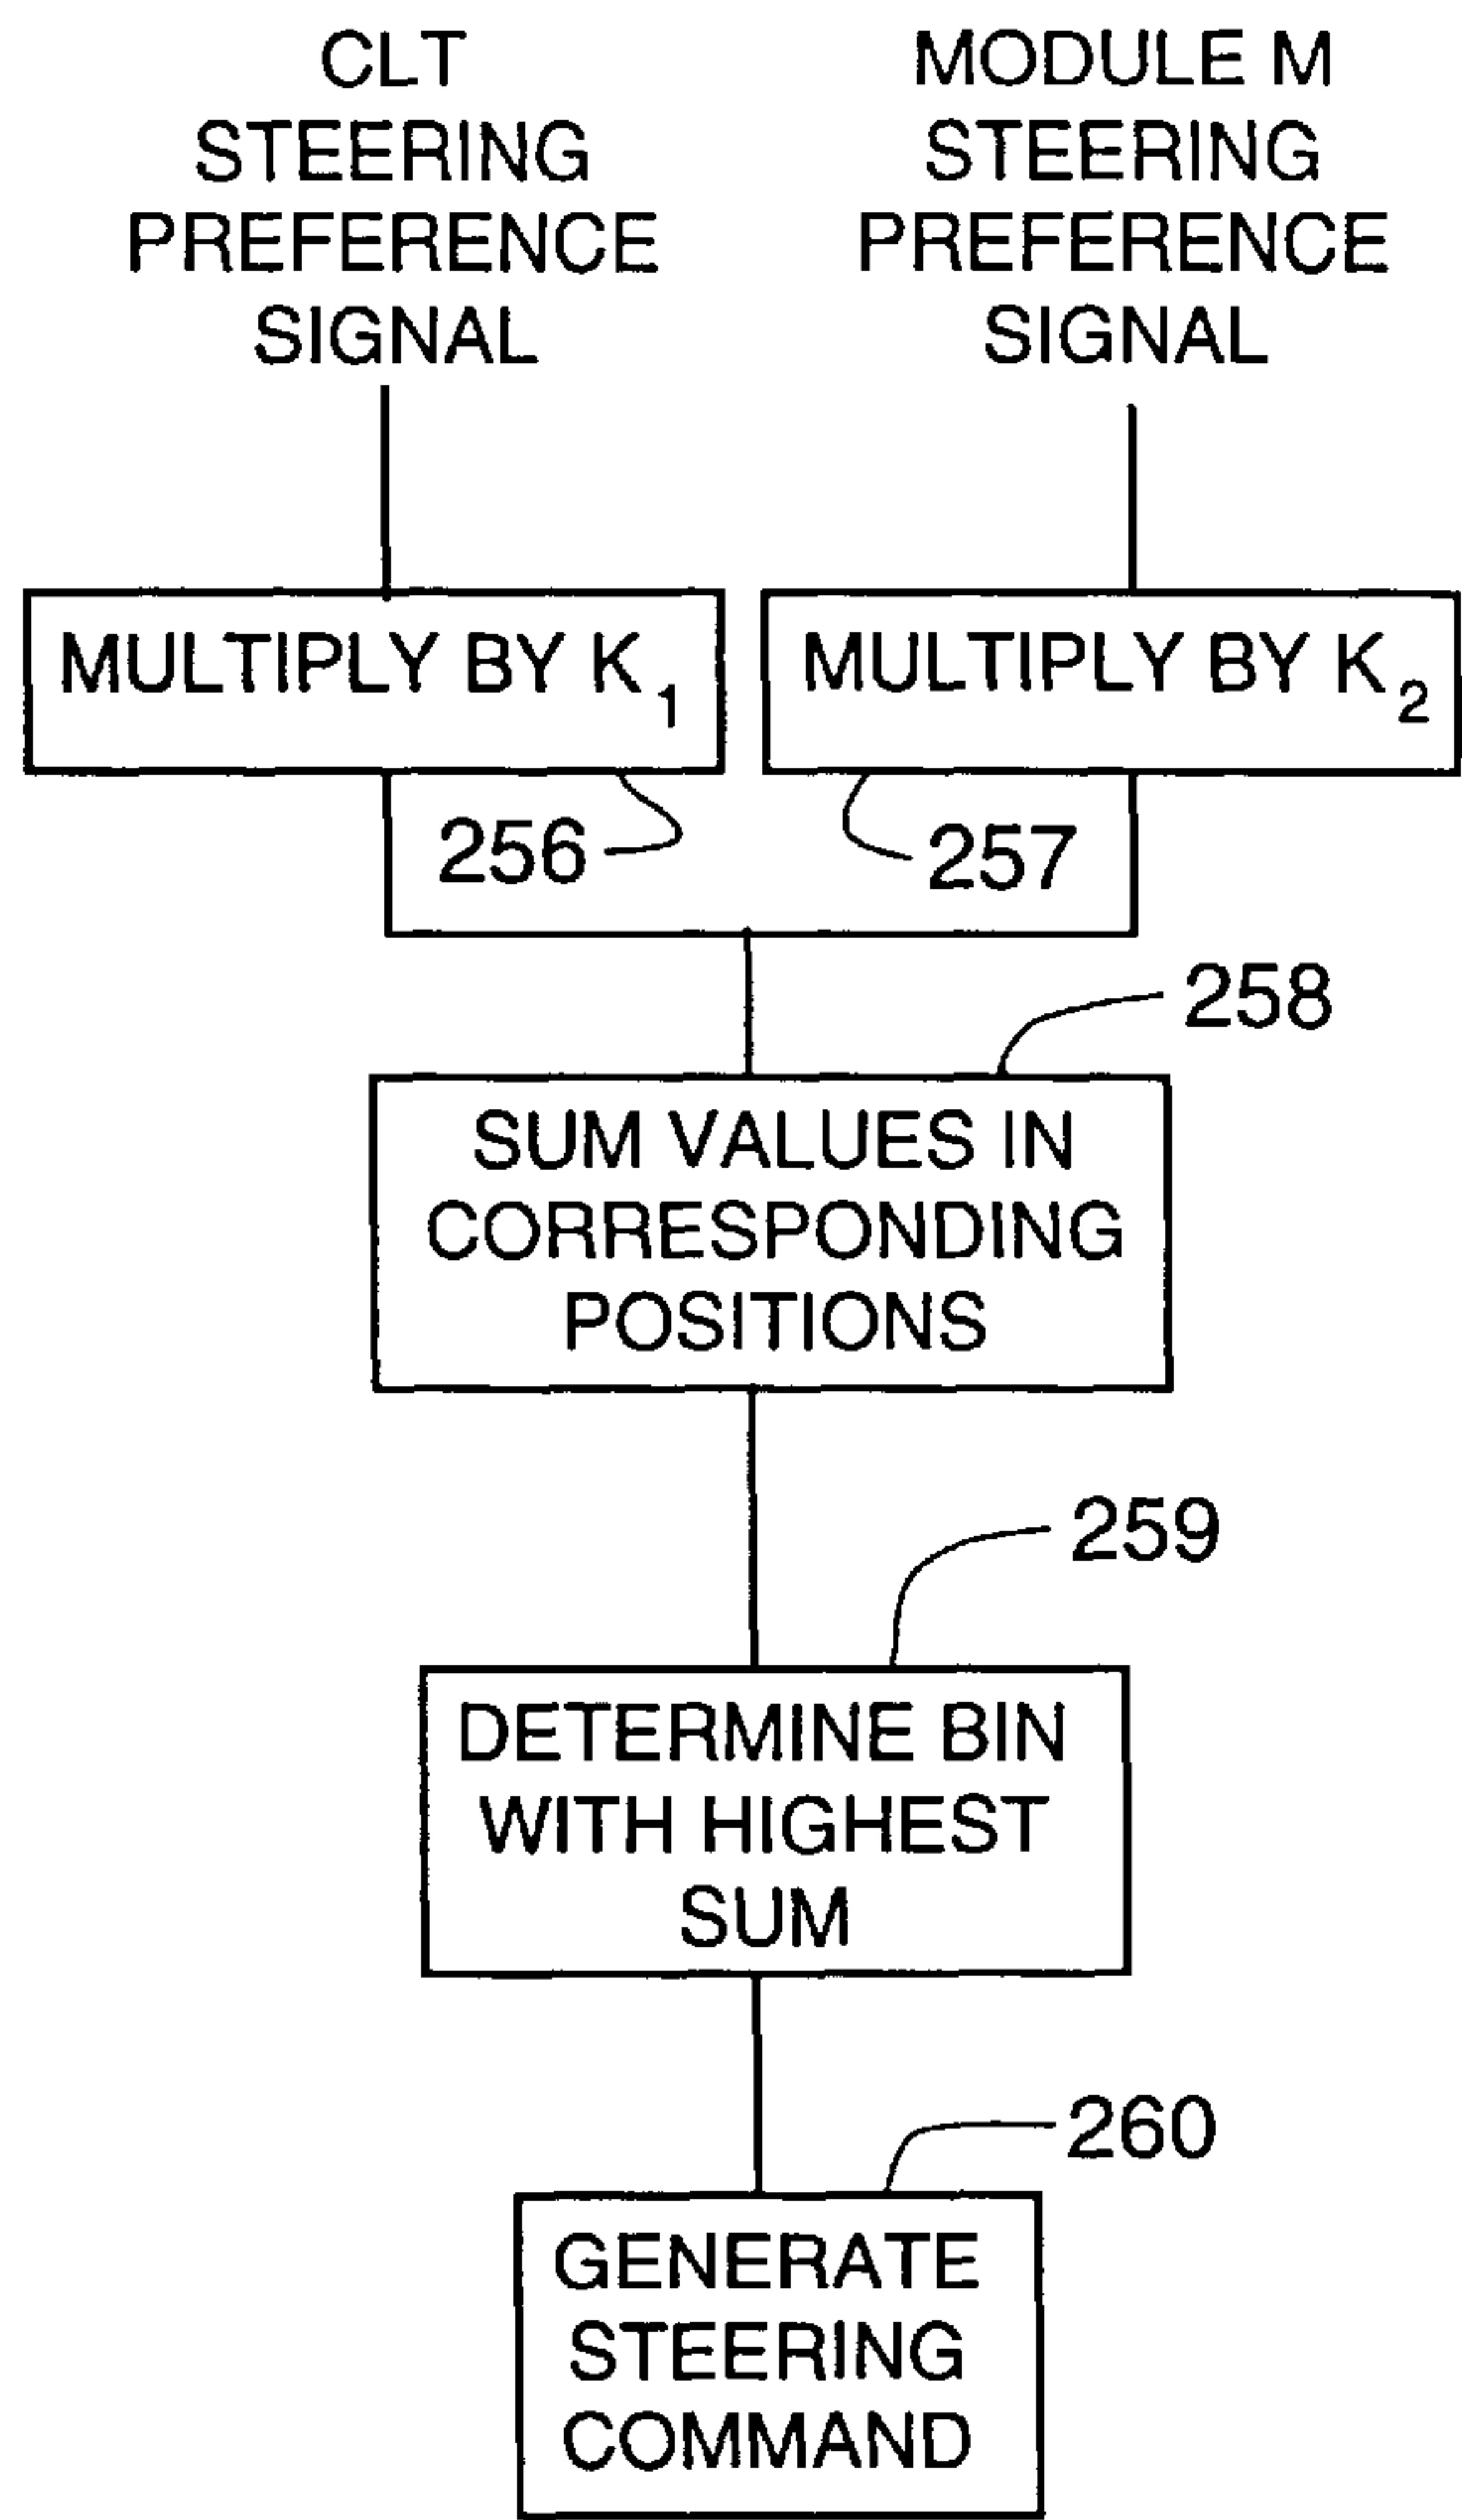 CLT
STEERING
PREFERENCE
SIGNAL
MODULE M
STEERING
PREFERENCE
SIGNAL
MULTIPLY BY K₁
MULTIPLY BY K₂
256
257
258
SUM VALUES IN
CORRESPONDING
POSITIONS
259
DETERMINE BIN
WITH HIGHEST
SUM
260
GENERATE
STEERING
COMMAND